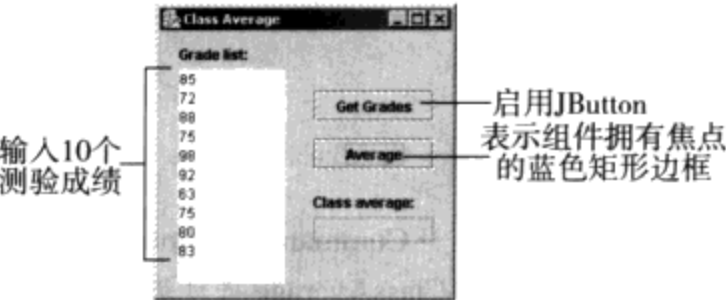 Class Average
Grade list:
85
72
88
75
98
92
63
75
80
83
Get Grades
Average
Class average:
输入10个
测验成绩
启用JButton
表示组件拥有焦点
的蓝色矩形边框